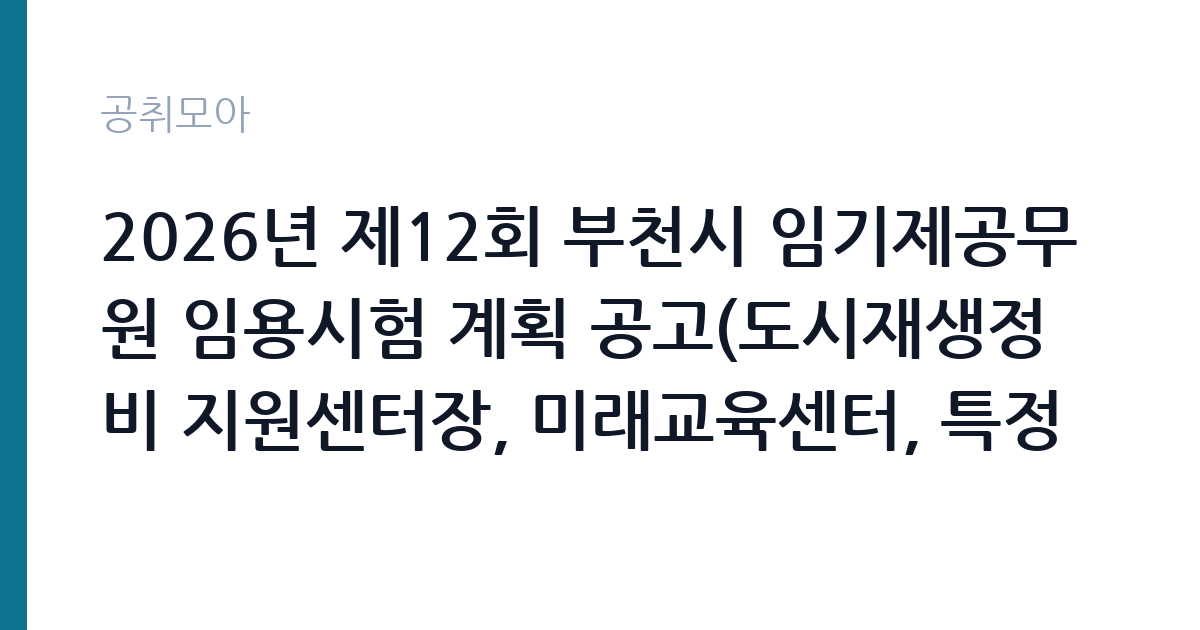 공취모아
2026년 제12회 부천시 임기제공무
원 임용시험 계획 공고(도시재생정
비 지원센터장, 미래교육센터, 특정